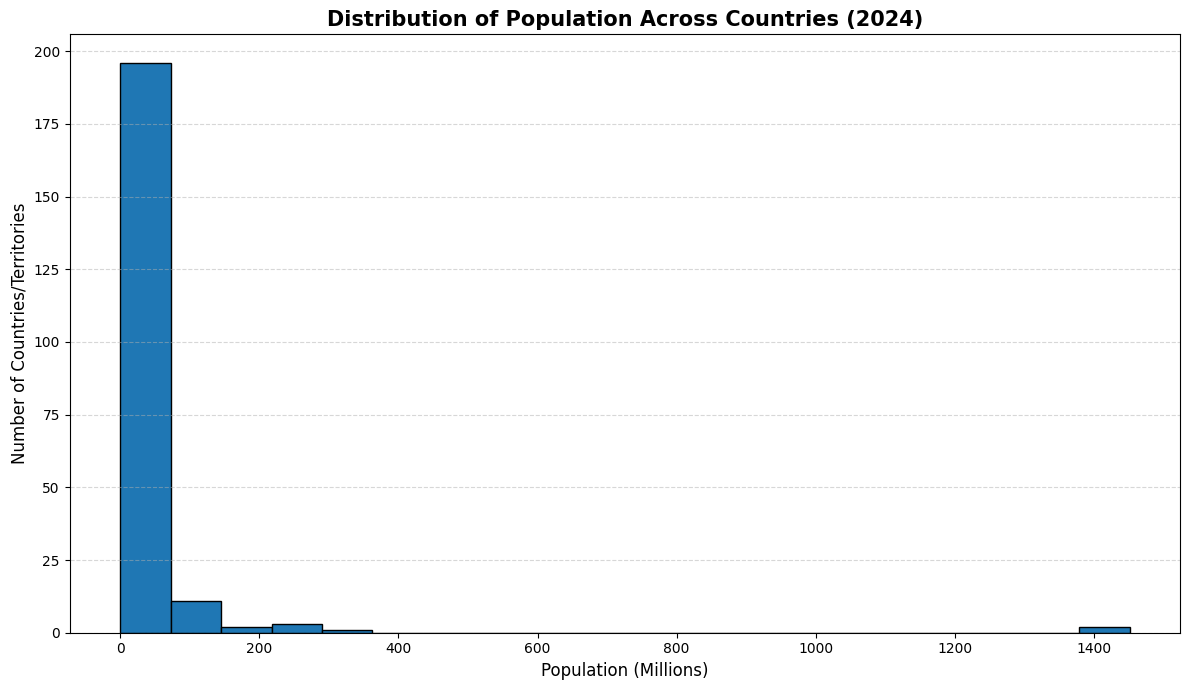 Distribution of Population Across Countries (2024)
Number of Countries/Territories
200
175
150
125
100
75
50
25
0
0 200 400 600 800 1000 1200 1400
Population (Millions)